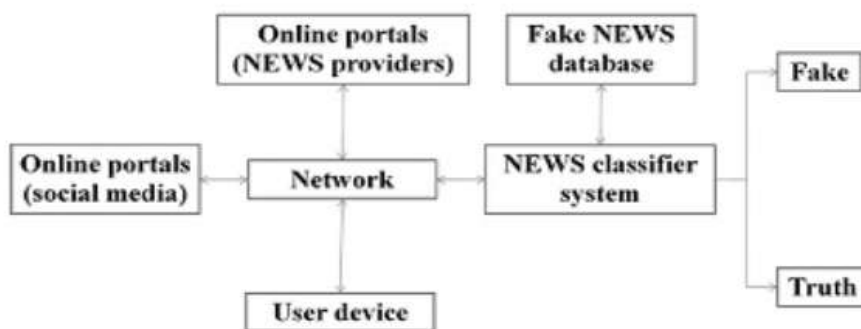 Online portals
(NEWS providers)
Fake NEWS
database
Fake
Online portals
(social media)
Network
NEWS classifier
system
User device
Truth